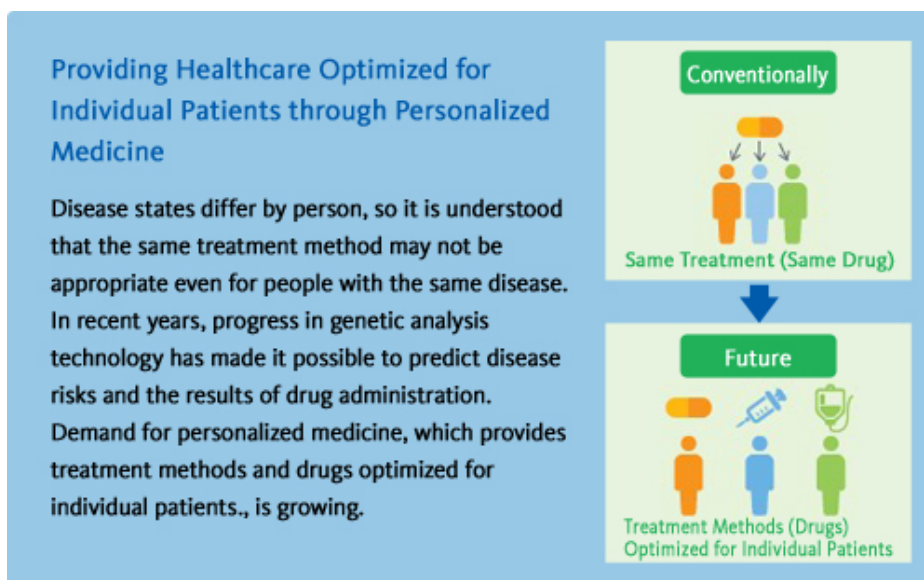 Providing Healthcare Optimized for
Individual Patients through Personalized
Medicine
Disease states differ by person, so it is understood
that the same treatment method may not be
appropriate even for people with the same disease.
In recent years, progress in genetic analysis
technology has made it possible to predict disease
risks and the results of drug administration.
Demand for personalized medicine, which provides
treatment methods and drugs optimized for
individual patients., is growing.
Conventionally
Same Treatment (Same Drug)
Future
Treatment Methods (Drugs)
Optimized for Individual Patients